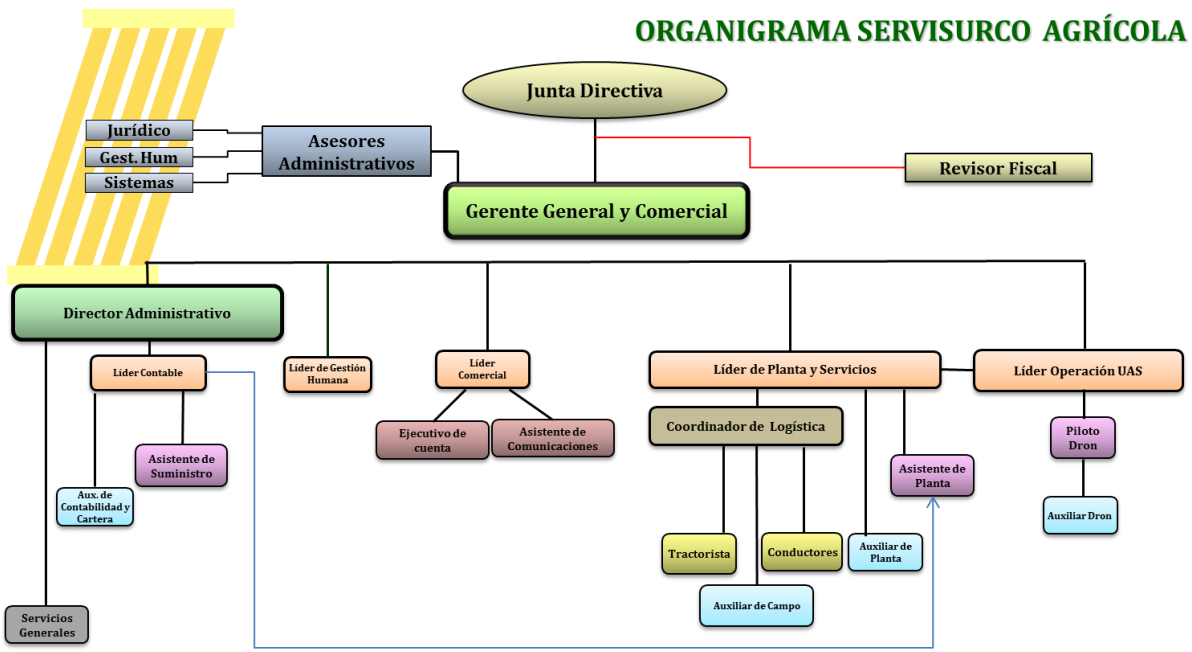 ORGANIGRAMA SERVISURCO AGRÍCOLA
Junta Directiva
Jurídico
Gest. Hum
Sistemas
Asesores
Administrativos
Revisor Fiscal
Gerente General y Comercial
Director Administrativo
Líder Contable
Líder de Gestión
Humana
Líder
Comercial
Líder de Planta y Servicios
Líder Operación UAS
Ejecutivo de
cuenta
Asistente de
Comunicaciones
Coordinador de Logística
Piloto
Dron
Asistente de
Suministro
Asistente de
Planta
Aux. de
Contabilidad y
Cartera
Auxiliar Dron
Tractorista
Conductores
Auxiliar de
Planta
Auxiliar de Campo
Servicios
Generales